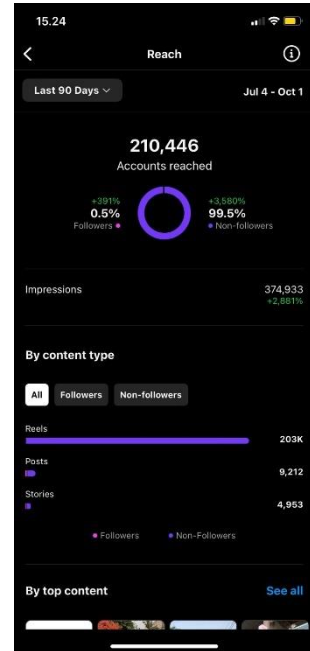 15.24
Reach
Last 90 Days
Jul 4 - Oct 1
210,446
Accounts reached
+391%
0.5%
Followers
+3,580%
99.5%
Non-followers
Impressions
374,933
+2,881%
By content type
All Followers Non-followers
Reels
203K
Posts
9,212
Stories
4,953
Followers Non-Followers
By top content
See all